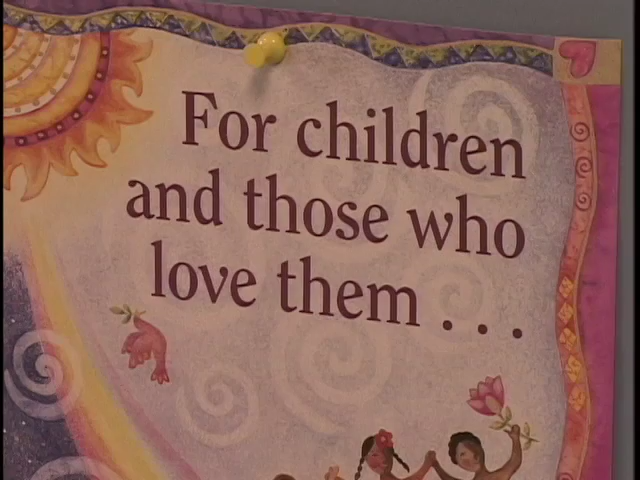 For children
and those who
love them . . .